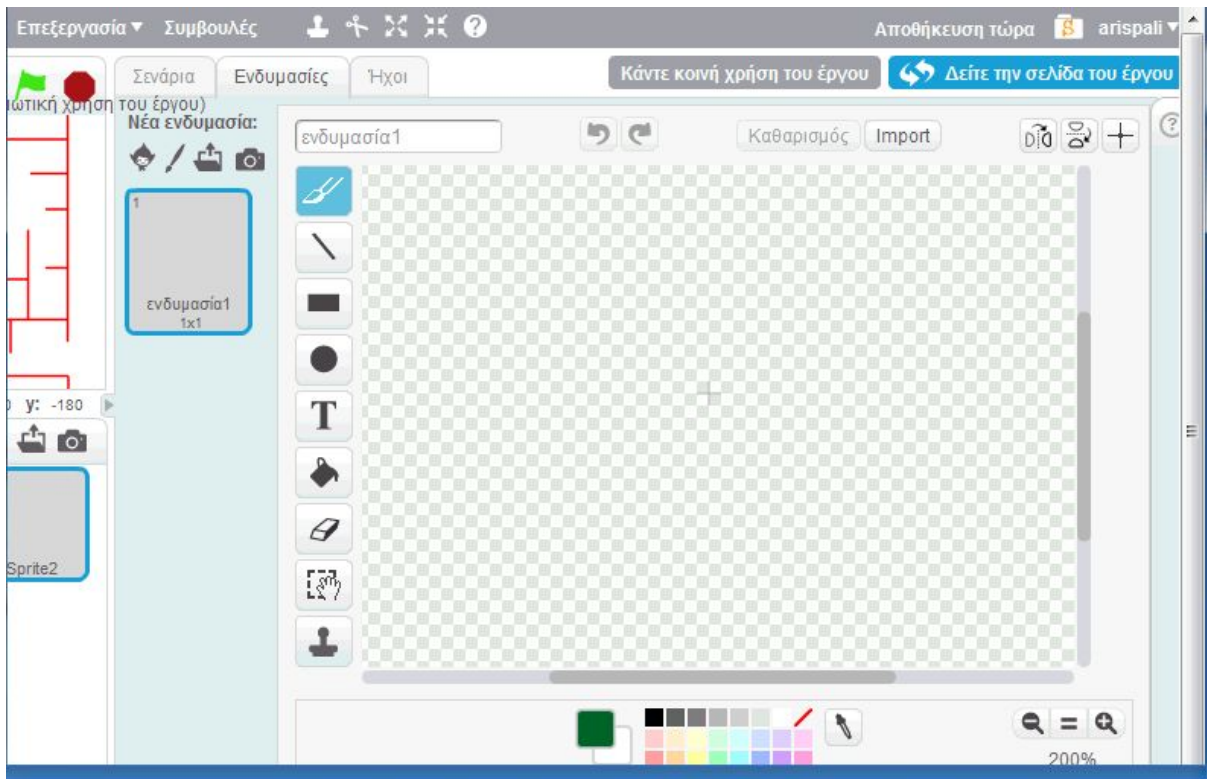 Επεξεργασία Συμβουλές Αποθήκευση τώρα arispali
Σενάρια Ενδυμασίες Ήχοι Κάντε κοινή χρήση του έργου Δείτε την σελίδα του έργου
χρήση του έργου)
Νέα ενδυμασία:
ενδυμασία1 Καθαρισμός Import
1
ενδυμασία1
1x1
y: -180
T
Sprite2
200%